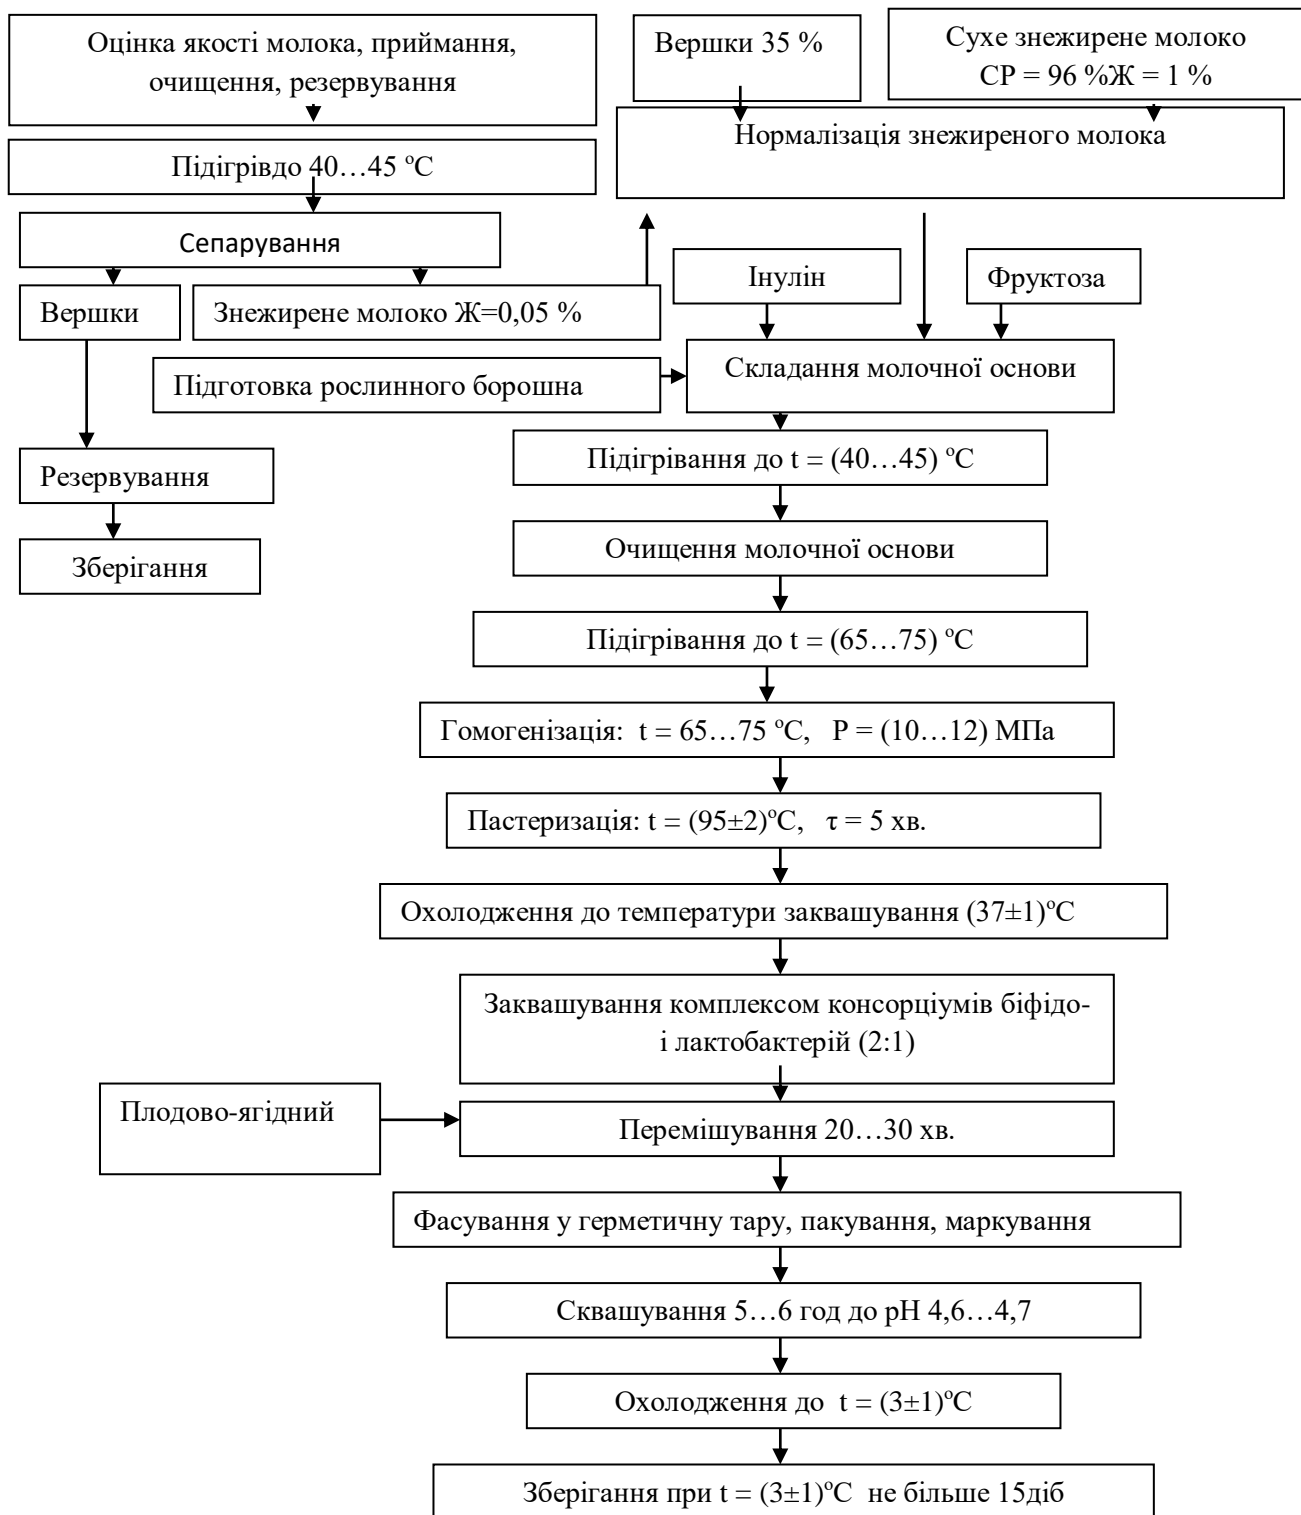 Оцінка якості молока, приймання,
очищення, резервування
Вершки 35 %
Сухе знежирене молоко
СР = 96 %Ж = 1 %
Нормалізація знежиреного молока
Підігрівдо 40…45 ºС
Сепарування
Вершки
Знежирене молоко Ж=0,05 %
Інулін
Фруктоза
Підготовка рослинного борошна
Складання молочної основи
Підігрівання до t = (40…45) ºС
Резервування
Очищення молочної основи
Зберігання
Підігрівання до t = (65…75) ºС
Гомогенізація: t = 65…75 ºС, Р = (10…12) МПа
Пастеризація: t = (95±2)ºС, τ = 5 хв.
Охолодження до температури заквашування (37±1)ºС
Заквашування комплексом консорціумів біфідо-
і лактобактерій (2:1)
Плодово-ягідний
Перемішування 20…30 хв.
Фасування у герметичну тару, пакування, маркування
Сквашування 5…6 год до рН 4,6…4,7
Охолодження до t = (3±1)ºС
Зберігання при t = (3±1)ºС не більше 15діб